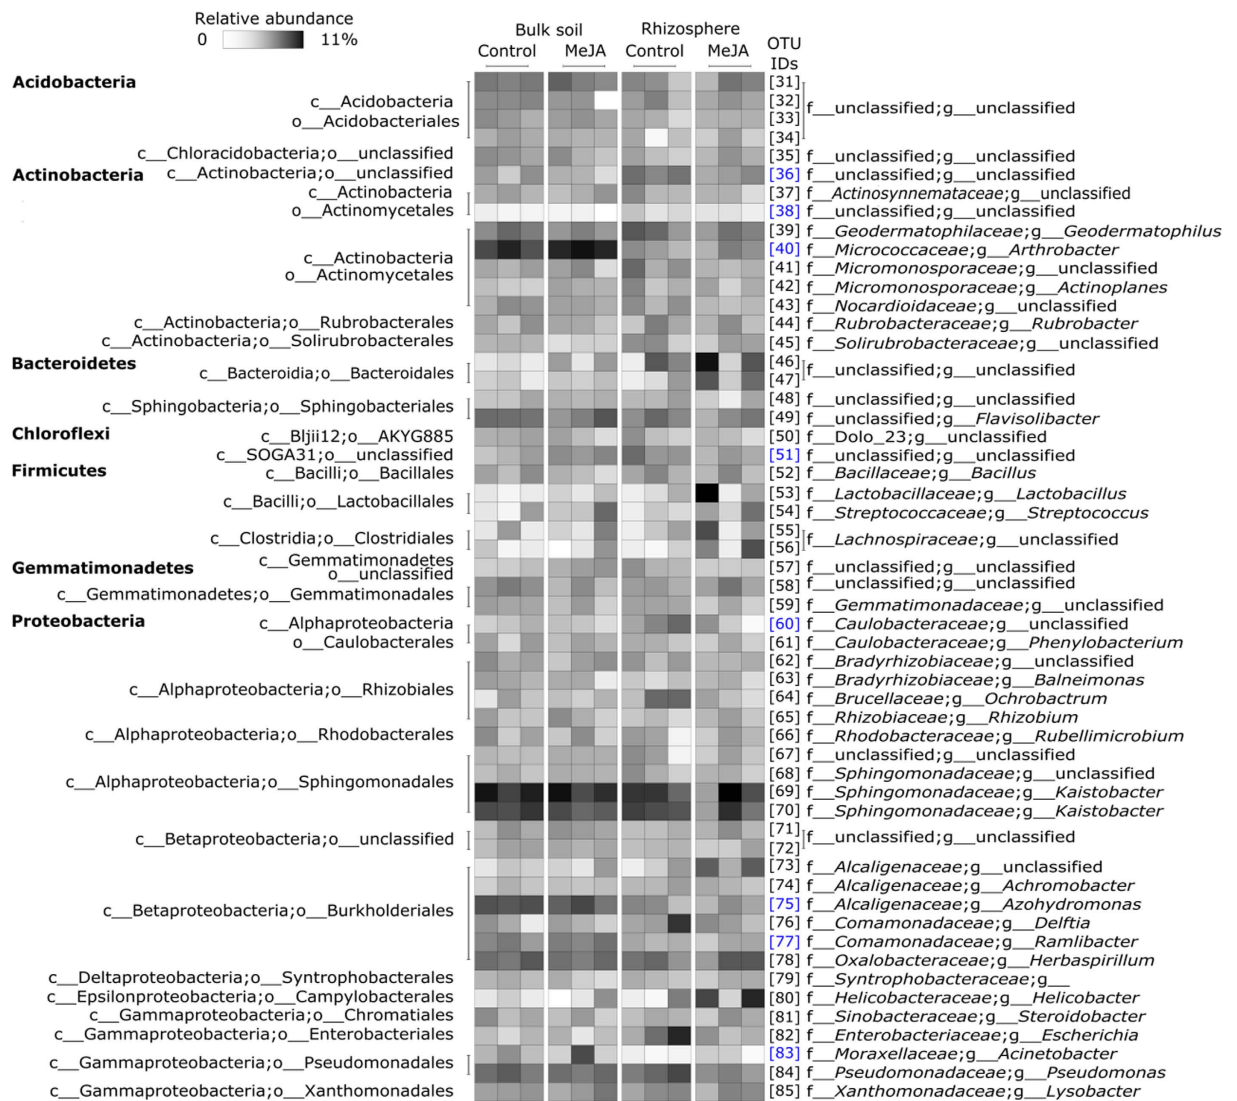 Relative abundance
0 11%
Bulk soil Rhizosphere
Control MeJA Control MeJA OTU
IDs
Acidobacteria [31]
c__Acidobacteria [32] f__unclassified;g__unclassified
o__Acidobacteriales [33]
[34]
c__Chloracidobacteria;o__unclassified [35] f__unclassified;g__unclassified
Actinobacteria c__Actinobacteria;o__unclassified [36] f__unclassified;g__unclassified
c__Actinobacteria [37] f__Actinosynnemataceae;g__unclassified
o__Actinomycetales [38] f__unclassified;g__unclassified
[39] f__Geodermatophilaceae;g__Geodermatophilus
c__Actinobacteria [40] f__Micrococcaceae;g__Arthrobacter
o__Actinomycetales [41] f__Micromonosporaceae;g__unclassified
[42] f__Micromonosporaceae;g__Actinoplanes
[43] f__Nocardioidaceae;g__unclassified
c__Actinobacteria;o__Rubrobacterales [44] f__Rubrobacteraceae;g__Rubrobacter
c__Actinobacteria;o__Solirubrobacterales [45] f__Solirubrobacteraceae;g__unclassified
Bacteroidetes [46] f__unclassified;g__unclassified
c__Bacteroidia;o__Bacteroidales [47]
[48] f__unclassified;g__unclassified
c__Sphingobacteria;o__Sphingobacteriales [49] f__unclassified;g__Flavisolibacter
Chloroflexi c__Bljii12;o__AKYG885 [50] f__Dolo_23;g__unclassified
c__SOGA31;o__unclassified [51] f__unclassified;g__unclassified
Firmicutes c__Bacilli;o__Bacillales [52] f__Bacillaceae;g__Bacillus
c__Bacilli;o__Lactobacillales [53] f__Lactobacillaceae;g__Lactobacillus
[54] f__Streptococcaceae;g__Streptococcus
c__Clostridia;o__Clostridiales [55] f__Lachnospiraceae;g__unclassified
[56]
c__Gemmatimonadetes
Gemmatimonadetes o__unclassified [57] f__unclassified;g__unclassified
[58] f__unclassified;g__unclassified
c__Gemmatimonadetes;o__Gemmatimonadales [59] f__Gemmatimonadaceae;g__unclassified
Proteobacteria c__Alphaproteobacteria [60] f__Caulobacteraceae;g__unclassified
o__Caulobacterales [61] f__Caulobacteraceae;g__Phenylobacterium
[62] f__Bradyrhizobiaceae;g__unclassified
c__Alphaproteobacteria;o__Rhizobiales [63] f__Bradyrhizobiaceae;g__Balneimonas
[64] f__Brucellaceae;g__Ochrobactrum
[65] f__Rhizobiaceae;g__Rhizobium
c__Alphaproteobacteria;o__Rhodobacterales [66] f__Rhodobacteraceae;g__Rubellimicrobium
[67] f__unclassified;g__unclassified
c__Alphaproteobacteria;o__Sphingomonadales [68] f__Sphingomonadaceae;g__unclassified
[69] f__Sphingomonadaceae;g__Kaistobacter
[70] f__Sphingomonadaceae;g__Kaistobacter
c__Betaproteobacteria;o__unclassified [71] f__unclassified;g__unclassified
[72]
[73] f__Alcaligenaceae;g__unclassified
[74] f__Alcaligenaceae;g__Achromobacter
c__Betaproteobacteria;o__Burkholderiales [75] f__Alcaligenaceae;g__Azohydromonas
[76] f__Comamonadaceae;g__Delftia
[77] f__Comamonadaceae;g__Ramlibacter
[78] f__Oxalobacteraceae;g__Herbaspirillum
c__Deltaproteobacteria;o__Syntrophobacterales [79] f__Syntrophobacteraceae;g__
c__Epsilonproteobacteria;o__Campylobacterales [80] f__Helicobacteraceae;g__Helicobacter
c__Gammaproteobacteria;o__Chromatiales [81] f__Sinobacteraceae;g__Steroidobacter
c__Gammaproteobacteria;o__Enterobacteriales [82] f__Enterobacteriaceae;g__Escherichia
c__Gammaproteobacteria;o__Pseudomonadales [83] f__Moraxellaceae;g__Acinetobacter
[84] f__Pseudomonadaceae;g__Pseudomonas
c__Gammaproteobacteria;o__Xanthomonadales [85] f__Xanthomonadaceae;g__Lysobacter